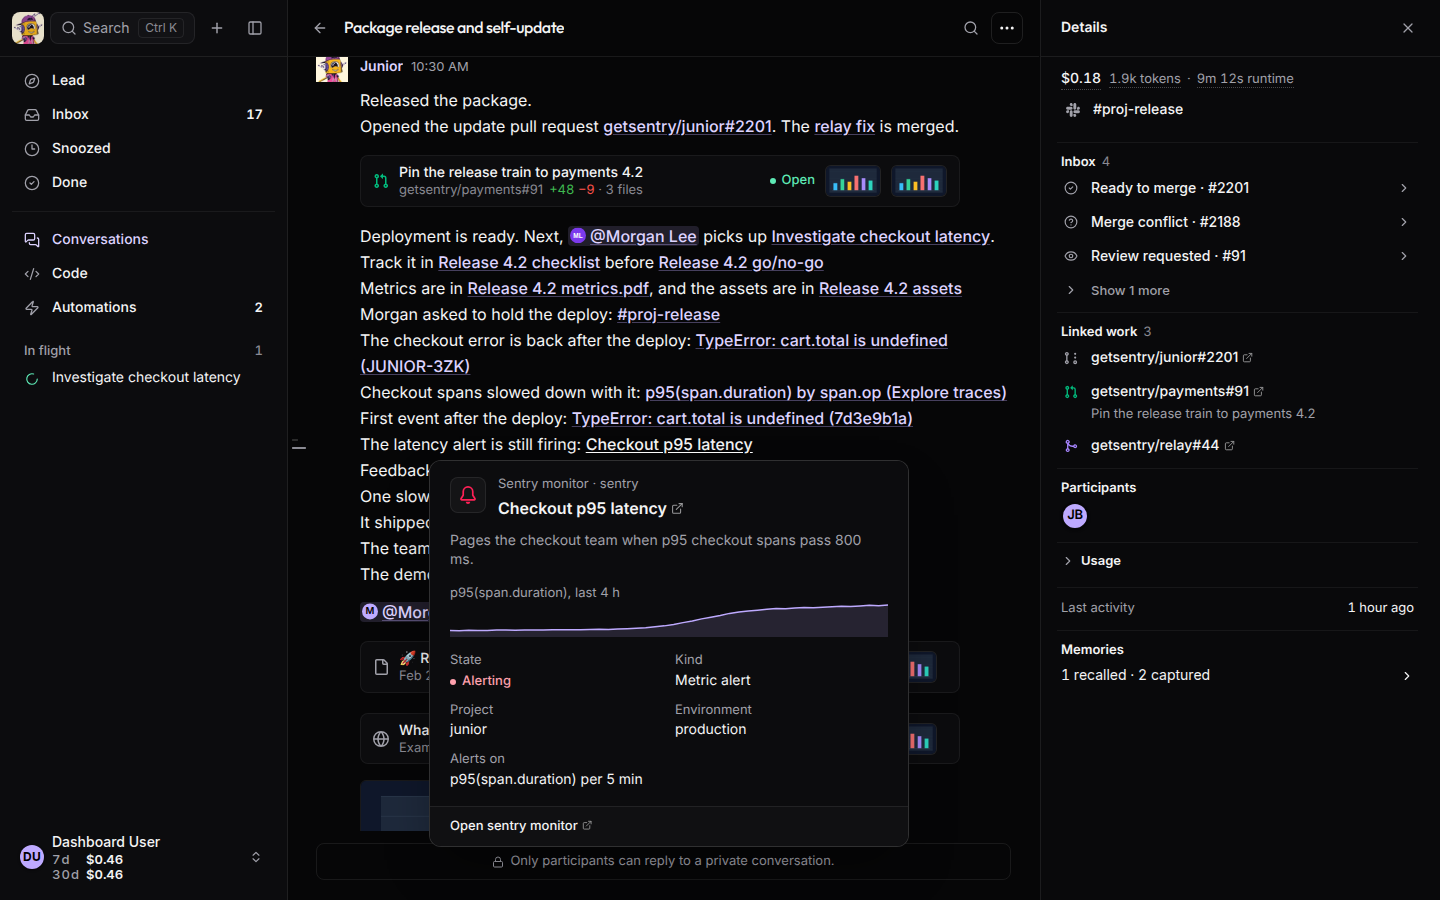 Search
Ctrl K
Lead
Inbox 17
Snoozed
Done
Conversations
Code
Automations 2
In flight 1
Investigate checkout latency
DU
Dashboard User
7d $0.46
30d $0.46
Package release and self-update
Junior 10:30 AM
Released the package.
Opened the update pull request getsentry/junior#2201. The relay fix is merged.
Pin the release train to payments 4.2
getsentry/payments#91 +48 −9 · 3 files
Open
Deployment is ready. Next, ML @Morgan Lee picks up Investigate checkout latency.
Track it in Release 4.2 checklist before Release 4.2 go/no-go
Metrics are in Release 4.2 metrics.pdf, and the assets are in Release 4.2 assets
Morgan asked to hold the deploy: #proj-release
The checkout error is back after the deploy: TypeError: cart.total is undefined
(JUNIOR-3ZK)
Checkout spans slowed down with it: p95(span.duration) by span.op (Explore traces)
First event after the deploy: TypeError: cart.total is undefined (7d3e9b1a)
The latency alert is still firing: Checkout p95 latency
Feedback
One slow
It shipped
The team
The demo
M @Mor
🚀 R
Feb 2
Wha
Exam
Sentry monitor · sentry
Checkout p95 latency
Pages the checkout team when p95 checkout spans pass 800
ms.
p95(span.duration), last 4 h
State
Alerting
Kind
Metric alert
Project
junior
Environment
production
Alerts on
p95(span.duration) per 5 min
Open sentry monitor
Only participants can reply to a private conversation.
Details
$0.18 1.9k tokens · 9m 12s runtime
#proj-release
Inbox 4
Ready to merge · #2201
Merge conflict · #2188
Review requested · #91
Show 1 more
Linked work 3
getsentry/junior#2201
getsentry/payments#91
Pin the release train to payments 4.2
getsentry/relay#44
Participants
JB
Usage
Last activity 1 hour ago
Memories
1 recalled · 2 captured